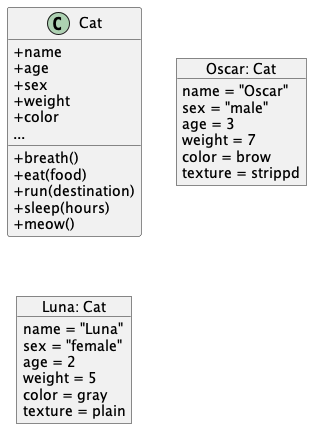 C Cat
+name
+age
+sex
+weight
+color
...
+breath()
+eat(food)
+run(destination)
+sleep(hours)
+meow()
Oscar: Cat
name = "Oscar"
sex = "male"
age = 3
weight = 7
color = brow
texture = strippd
Luna: Cat
name = "Luna"
sex = "female"
age = 2
weight = 5
color = gray
texture = plain